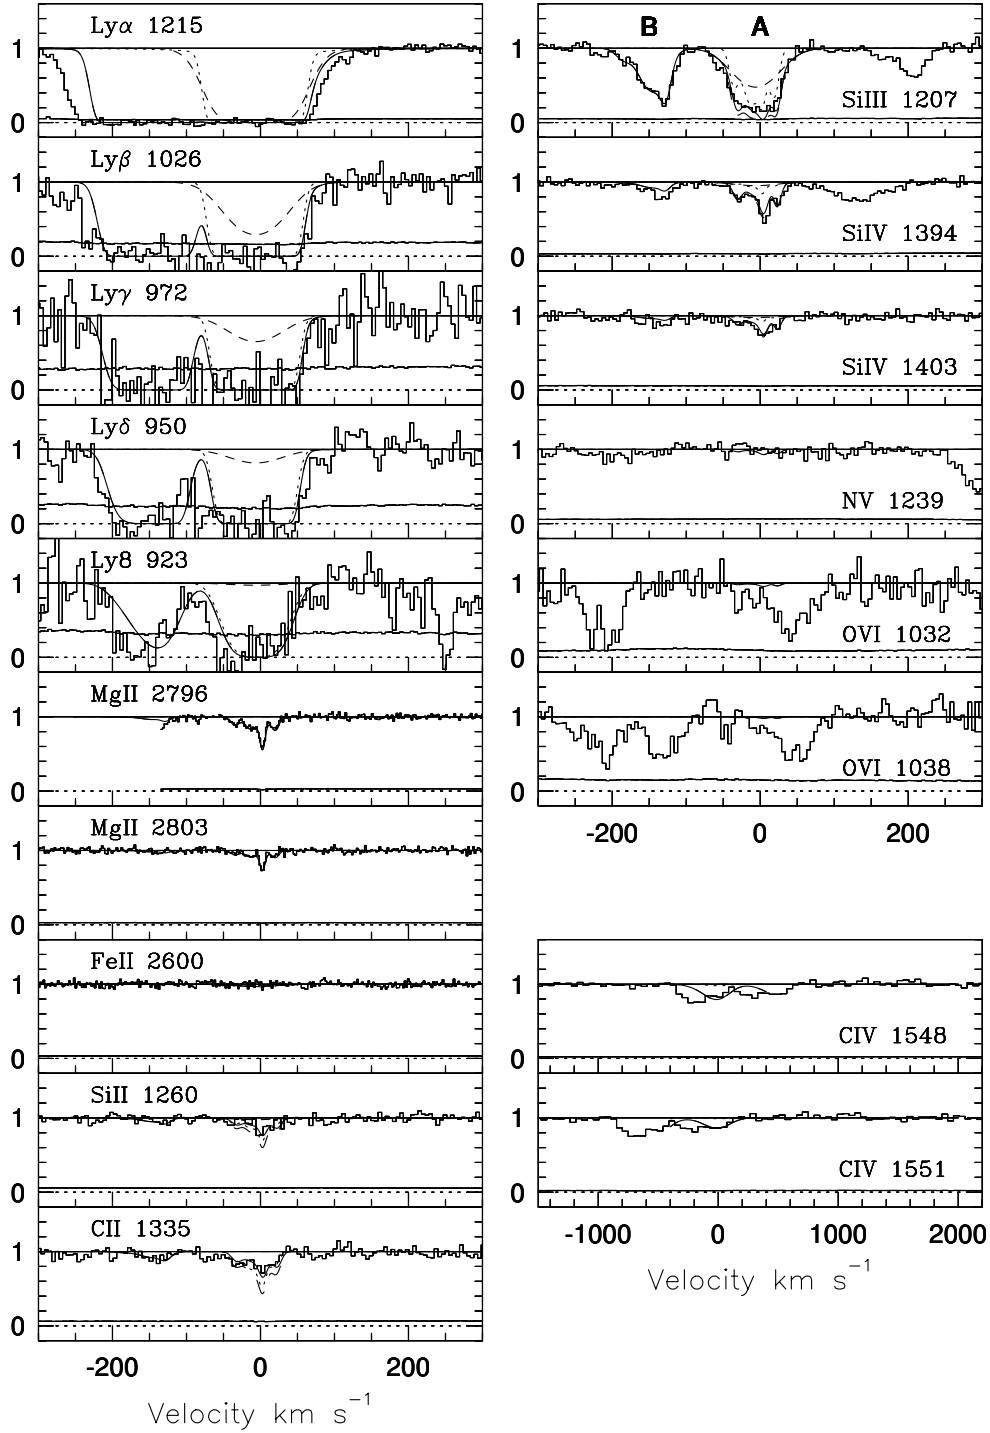 Lyα 1215
1
0
Lyβ 1026
1
0
Lyγ 972
1
0
Lyδ 950
1
0
Ly8 923
1
0
MgII 2796
1
0
MgII 2803
1
0
FeII 2600
1
0
SiII 1260
1
0
CII 1335
1
0
-200 0 200
Velocity km s⁻¹
B A
1
SiIII 1207
0
1
SiIV 1394
0
1
SiIV 1403
0
1
NV 1239
0
1
OVI 1032
0
1
OVI 1038
0
-200 0 200
1
CIV 1548
0
1
CIV 1551
0
-1000 0 1000 2000
Velocity km s⁻¹